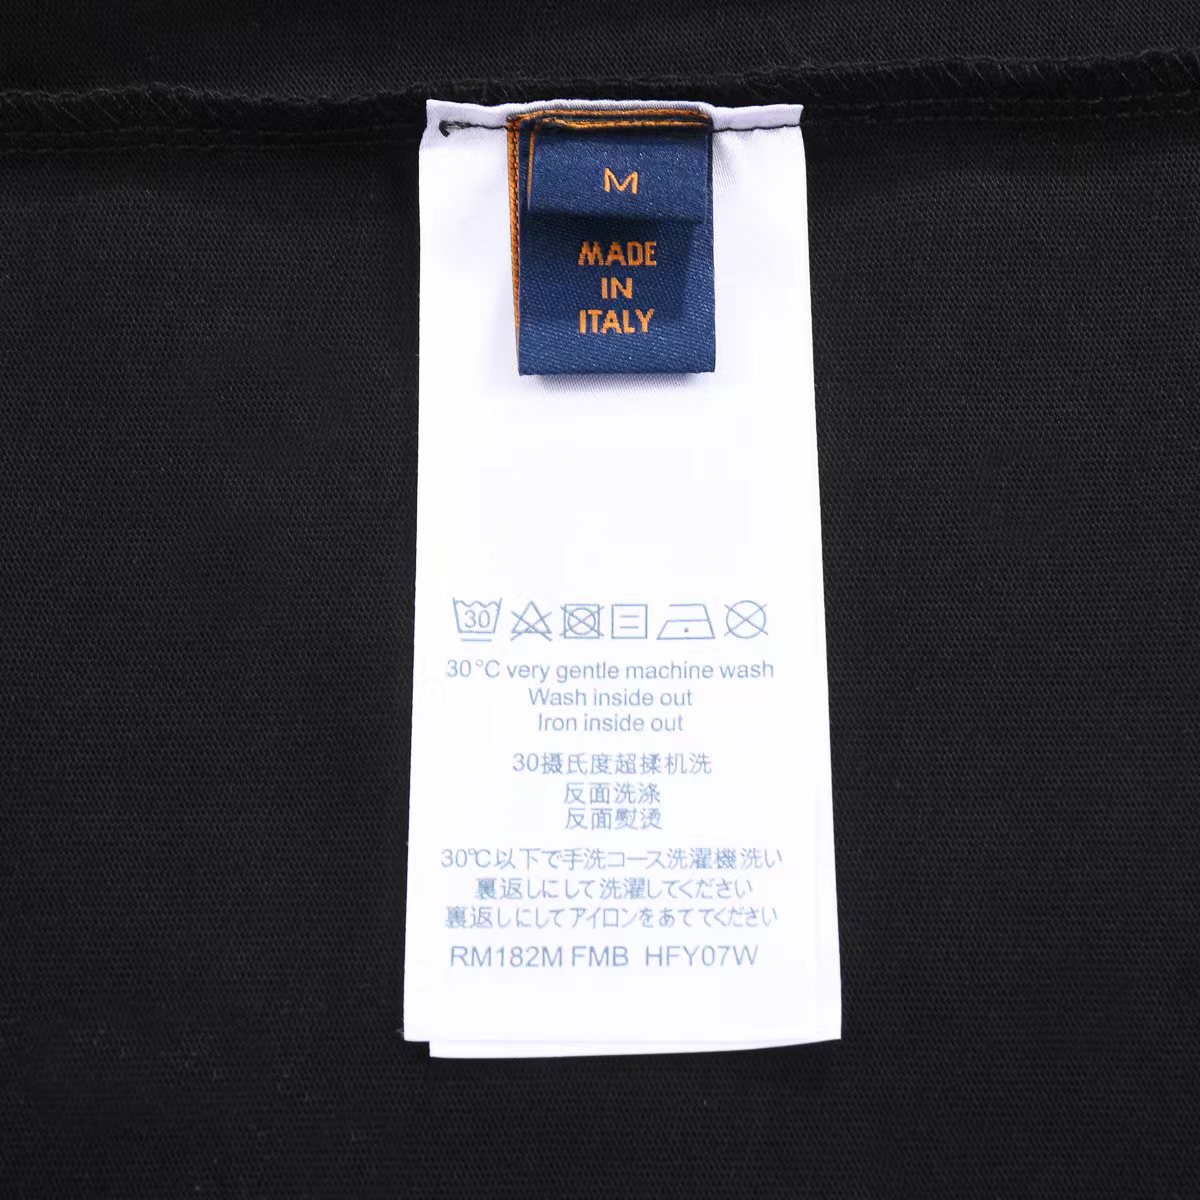 M
MADE
IN
ITALY
30
30°C very gentle machine wash
Wash inside out
Iron inside out
30摄氏度超揉机洗
反面洗涤
反面熨烫
30℃以下で手洗コース洗濯機洗い
裏返しにして洗濯してください
裏返しにしてアイロンをあててください
RM182M FMB HFY07W